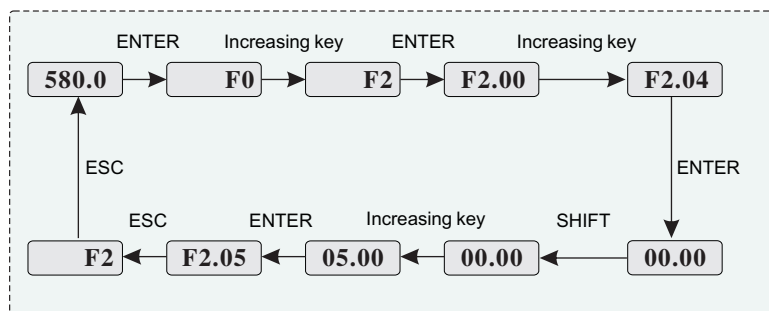 ENTER Increasing key ENTER Increasing key
580.0 F0 F2 F2.00 F2.04
ESC ENTER
ESC ENTER Increasing key SHIFT
F2 F2.05 05.00 00.00 00.00